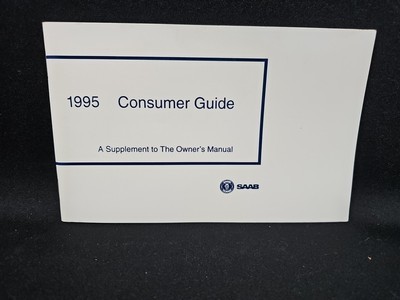 1995 Consumer Guide
A Supplement to The Owner's Manual
SAAB